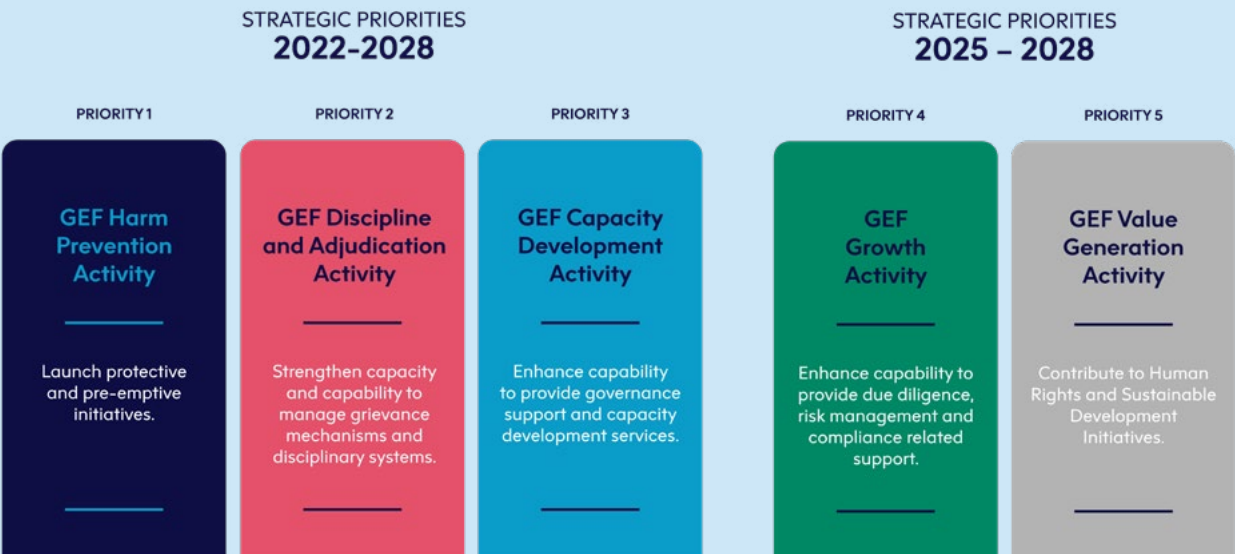 STRATEGIC PRIORITIES
2022-2028
PRIORITY 1
GEF Harm
Prevention
Activity
Launch protective
and pre-emptive
initiatives.
PRIORITY 2
GEF Discipline
and Adjudication
Activity
Strengthen capacity
and capability to
manage grievance
mechanisms and
disciplinary systems.
PRIORITY 3
GEF Capacity
Development
Activity
Enhance capability
to provide governance
support and capacity
development services.
STRATEGIC PRIORITIES
2025 – 2028
PRIORITY 4
GEF
Growth
Activity
Enhance capability to
provide due diligence,
risk management and
compliance related
support.
PRIORITY 5
GEF Value
Generation
Activity
Contribute to Human
Rights and Sustainable
Development
Initiatives.